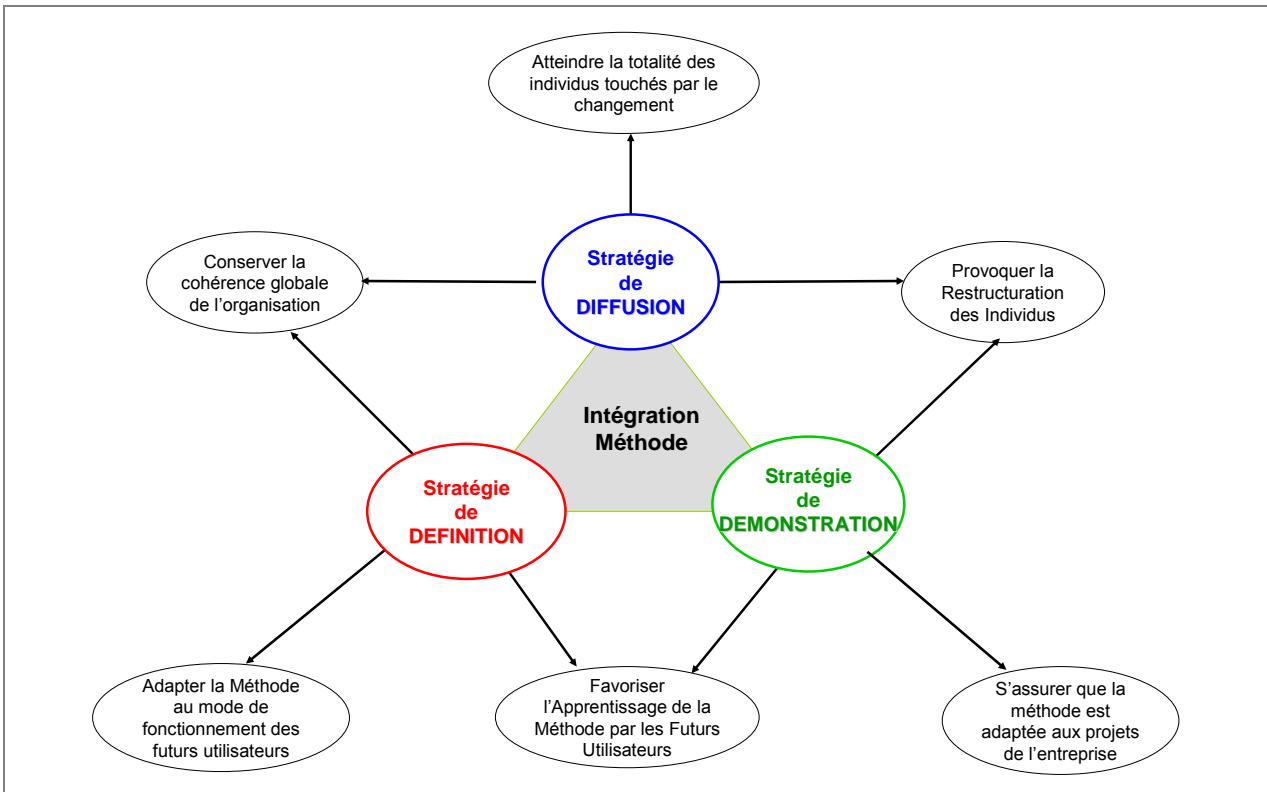 Atteindre la totalité des
individus touchés par le
changement
Conserver la
cohérence globale
de l’organisation
Stratégie
de
DIFFUSION
Provoquer la
Restructuration
des Individus
Intégration
Méthode
Stratégie
de
DEFINITION
Stratégie
de
DEMONSTRATION
Adapter la Méthode
au mode de
fonctionnement des
futurs utilisateurs
Favoriser
l’Apprentissage de la
Méthode par les Futurs
Utilisateurs
S’assurer que la
méthode est
adaptée aux projets
de l’entreprise